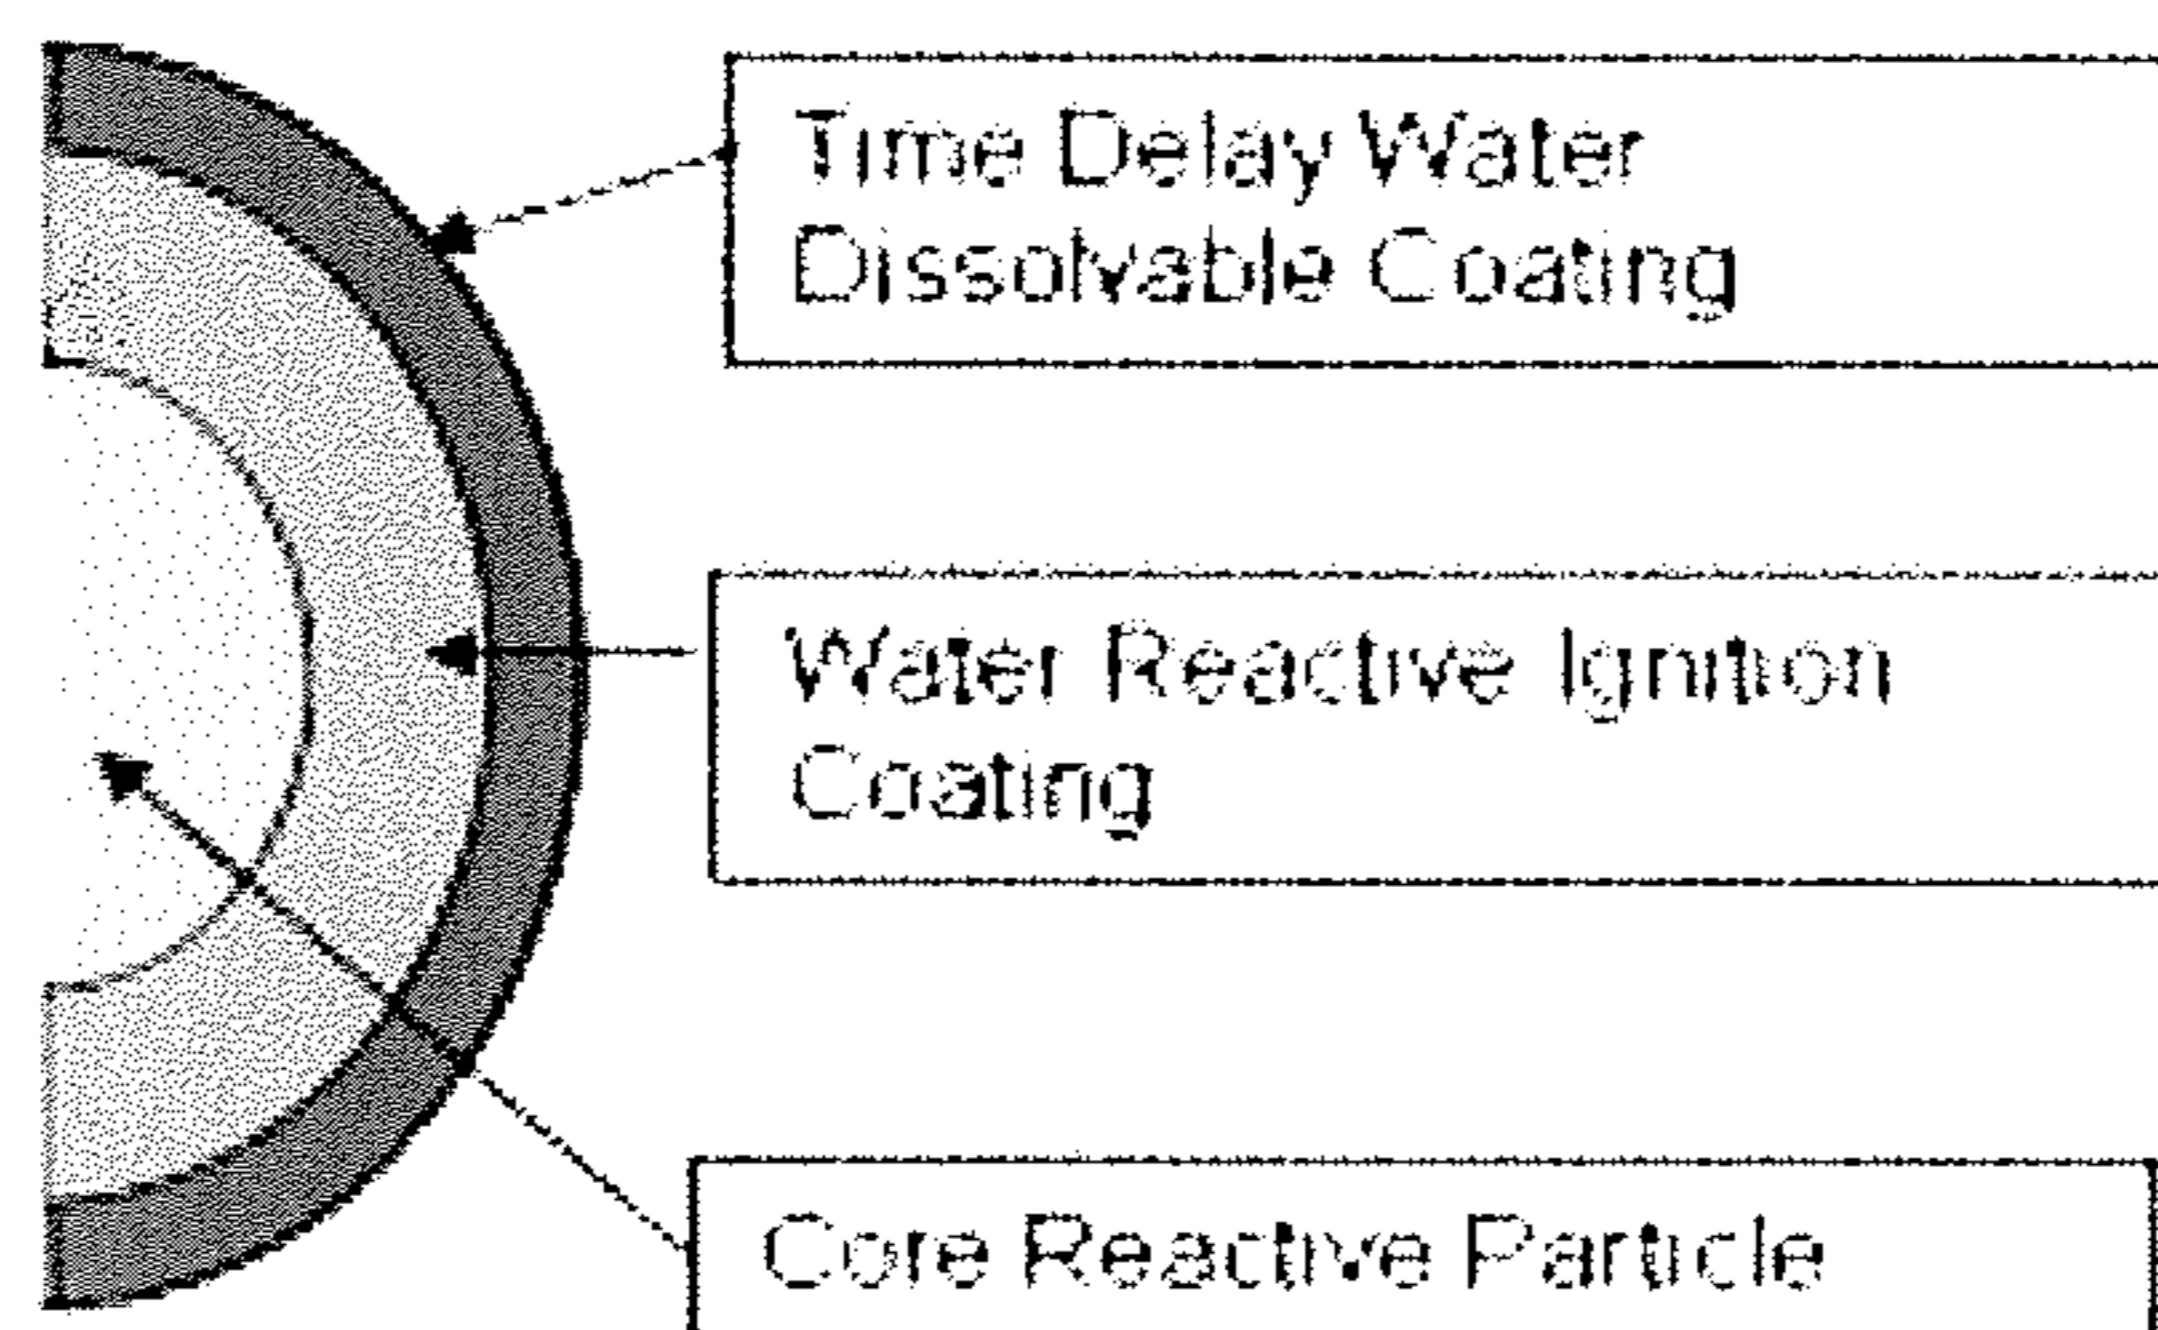 Time Delay Water
Dissolvable Coating
Water Reactive Ignition
Coating
Core Reactive Particle